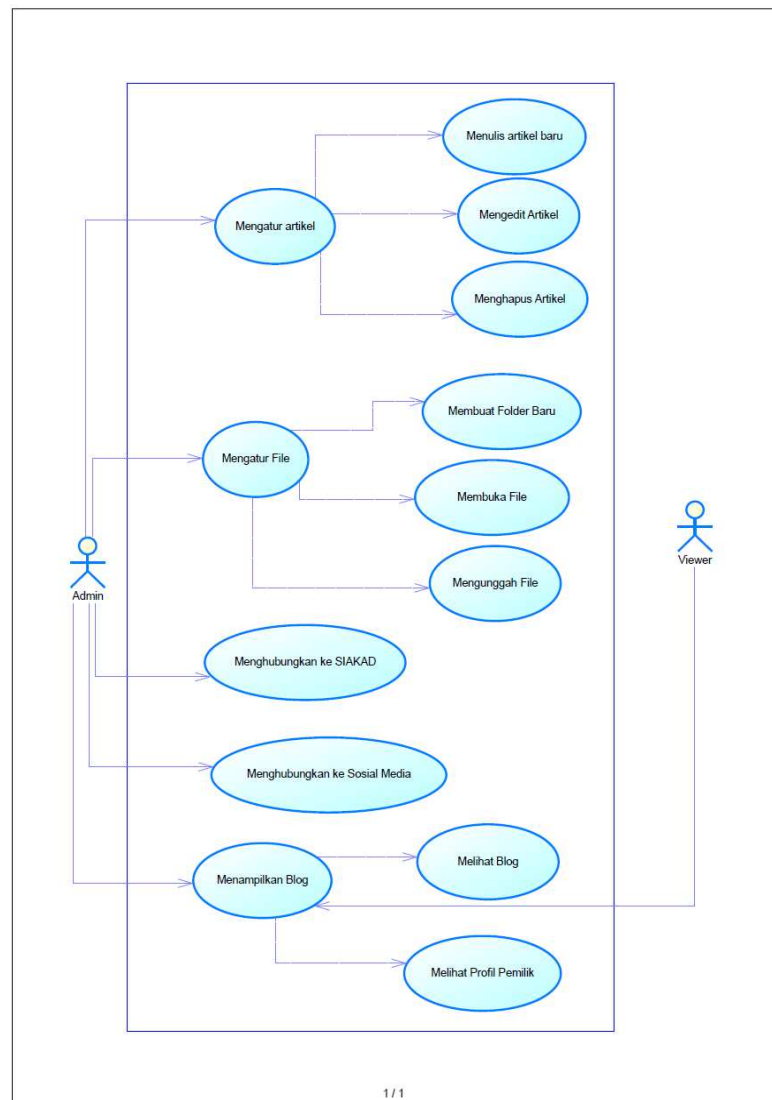 Menulis artikel baru
Mengatur artikel
Mengedit Artikel
Menghapus Artikel
Membuat Folder Baru
Mengatur File
Membuka File
Viewer
Mengunggah File
Admin
Menghubungkan ke SIAKAD
Menghubungkan ke Sosial Media
Melihat Blog
Menampilkan Blog
Melihat Profil Pemilik
1 / 1